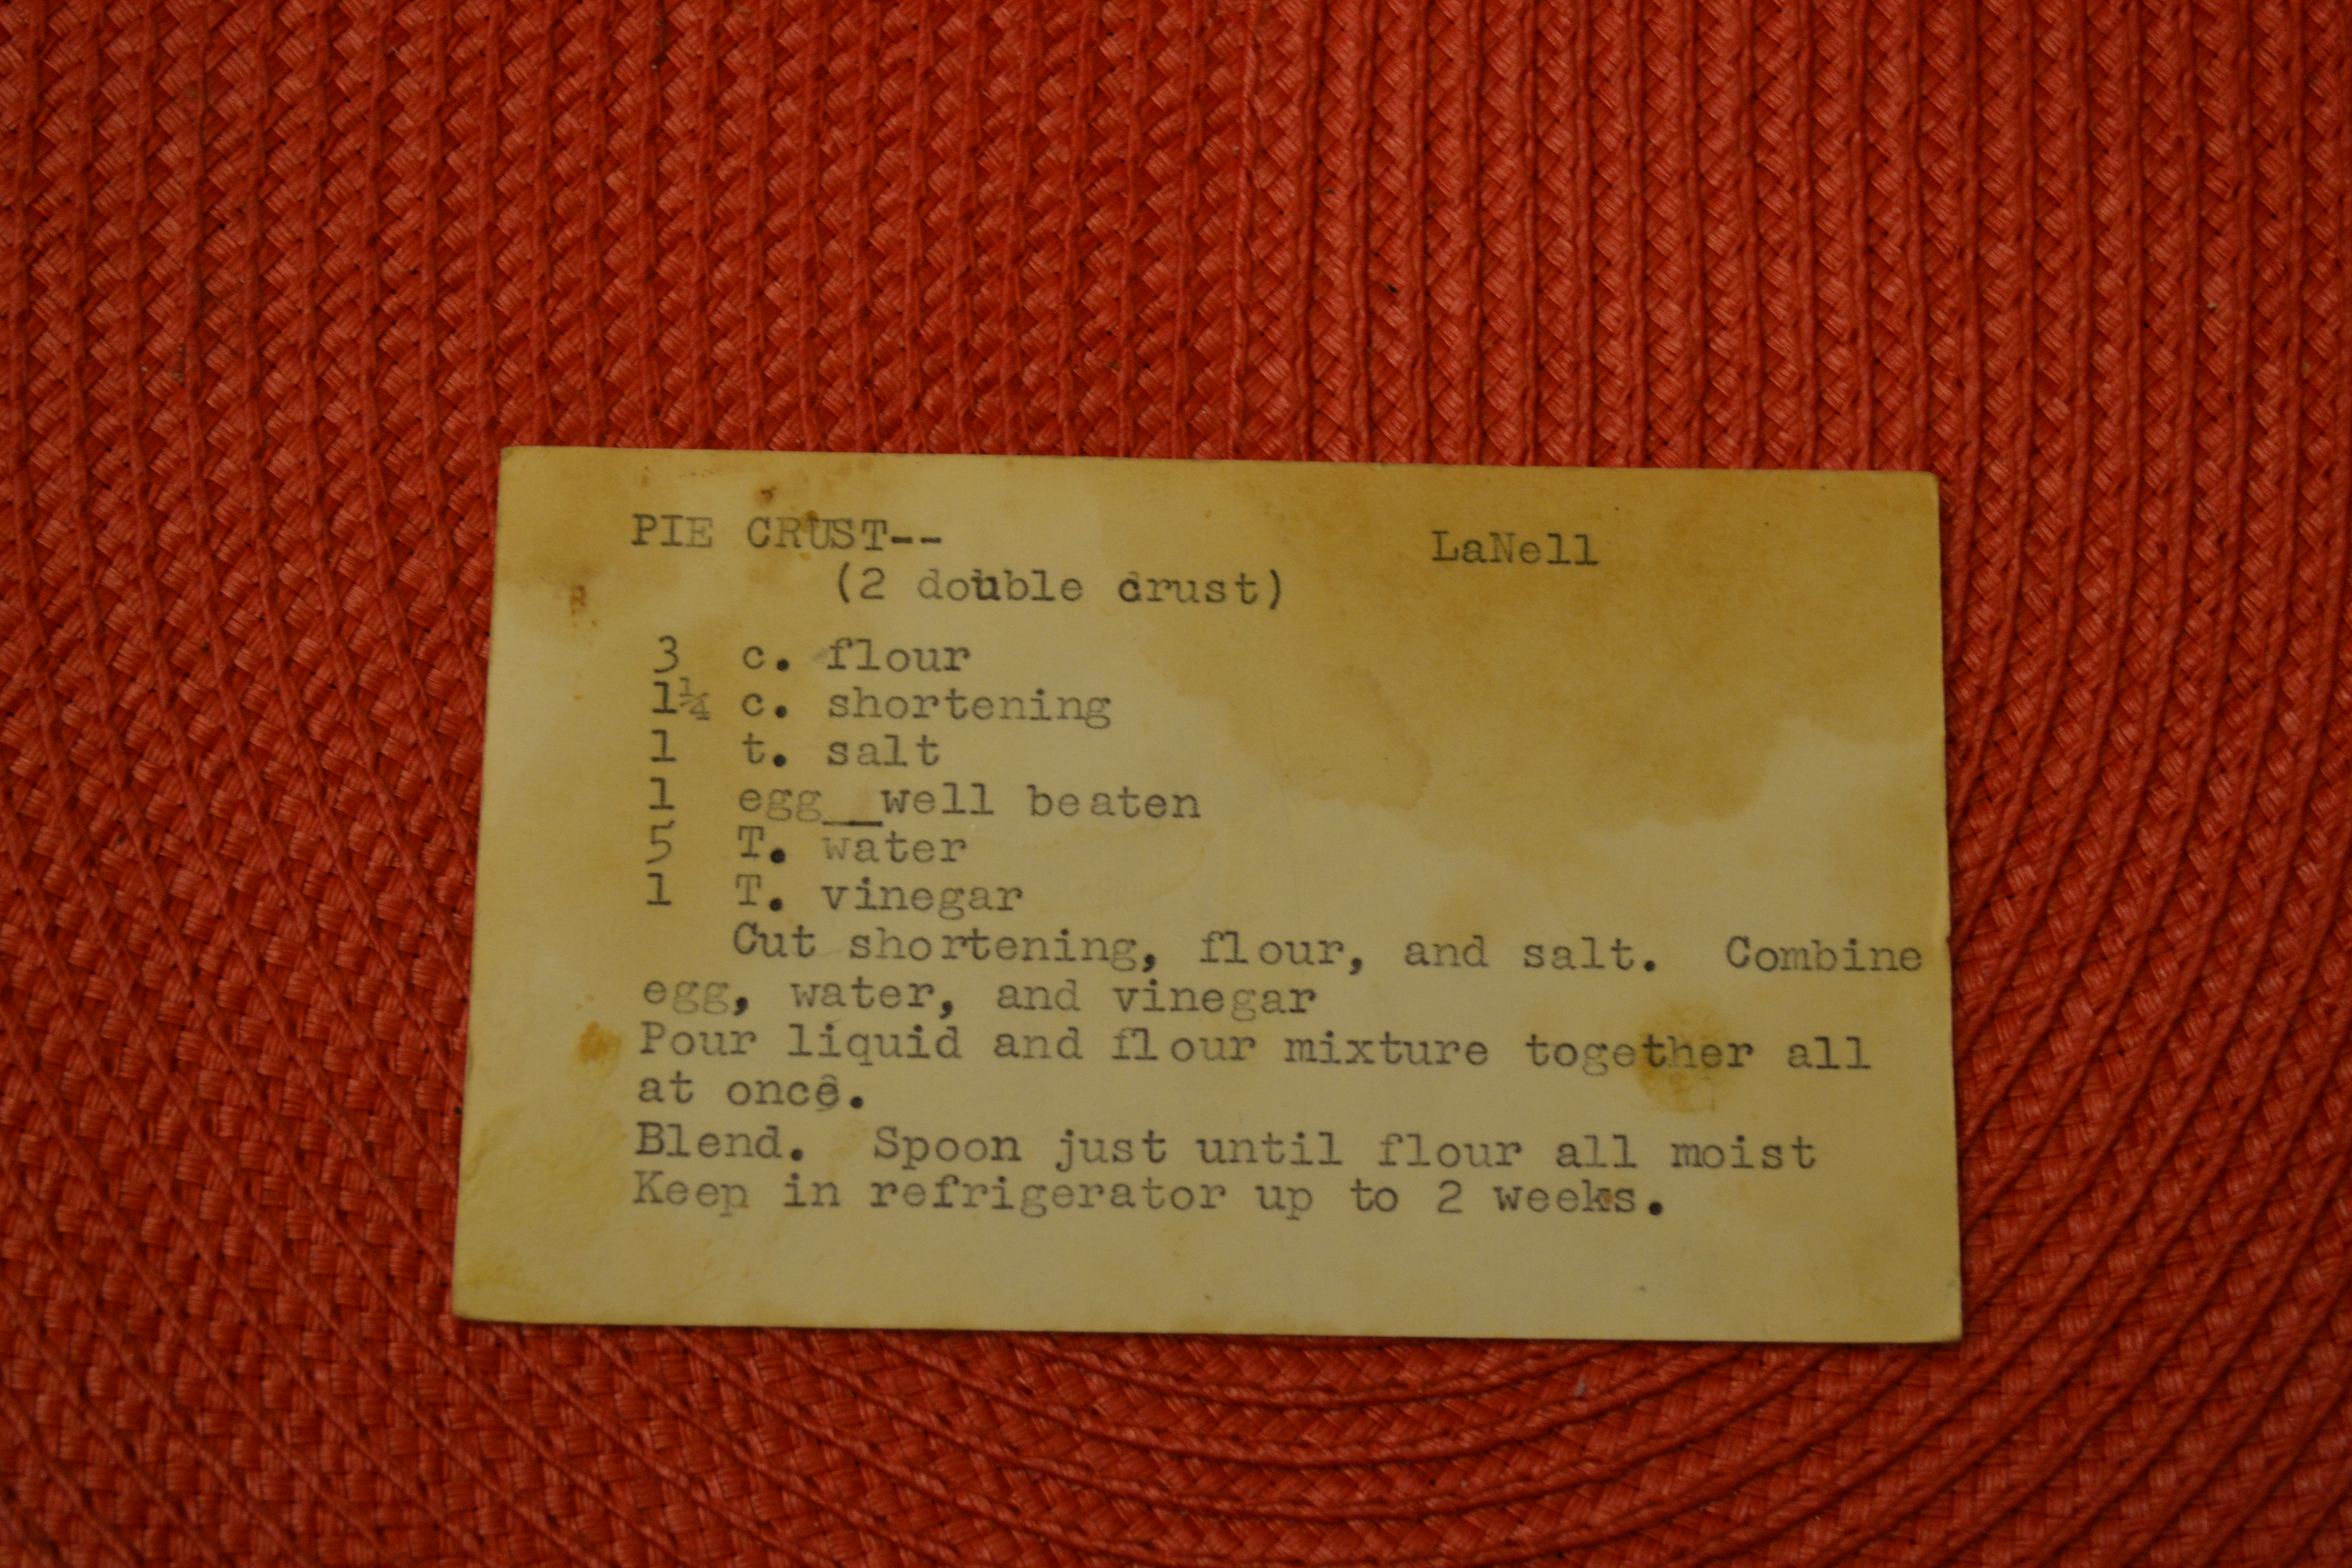 PIE CRUST-- LaNell
(2 double crust)
3 c. flour
1¼ c. shortening
1 t. salt
1 egg__well beaten
5 T. water
1 T. vinegar
Cut shortening, flour, and salt. Combine
egg, water, and vinegar
Pour liquid and flour mixture together all
at once.
Blend. Spoon just until flour all moist
Keep in refrigerator up to 2 weeks.